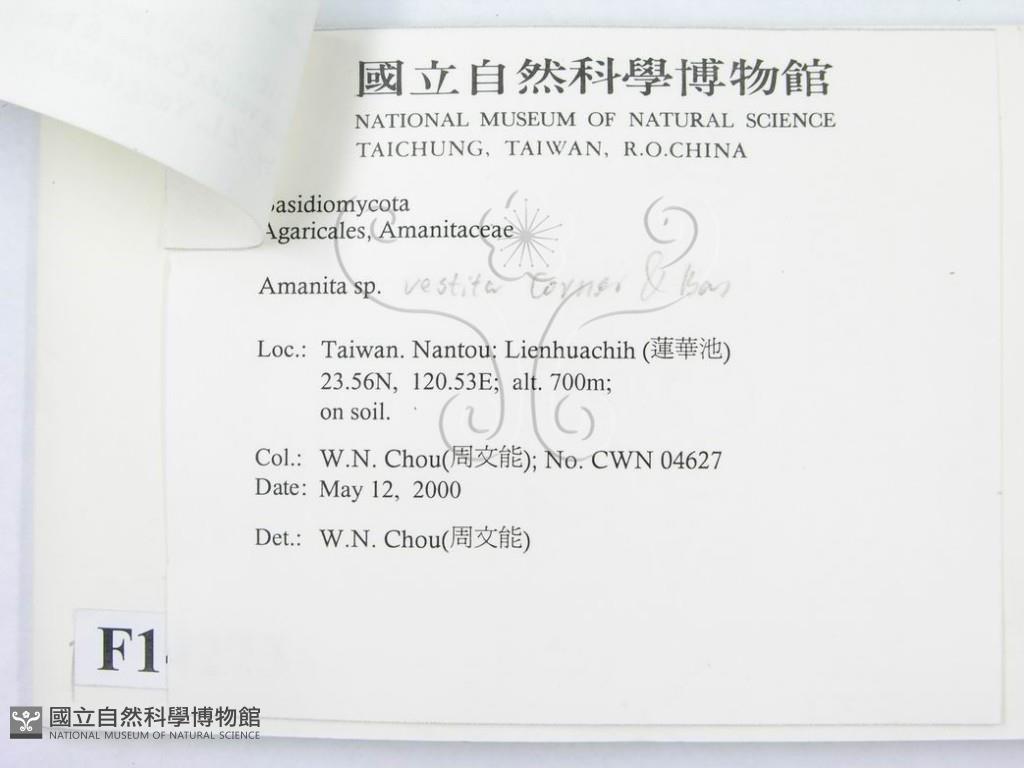 國立自然科學博物館
NATIONAL MUSEUM OF NATURAL SCIENCE
TAICHUNG, TAIWAN, R.O.CHINA
asidiomycota
Agaricales, Amanitaceae
Amanita sp. vestita Corner & Bas
Loc.: Taiwan. Nantou: Lienhuachih (蓮華池)
23.56N, 120.53E; alt. 700m;
on soil.
Col.: W.N. Chou(周文能); No. CWN 04627
Date: May 12, 2000
Det.: W.N. Chou(周文能)
F1
國立自然科學博物館
NATIONAL MUSEUM OF NATURAL SCIENCE